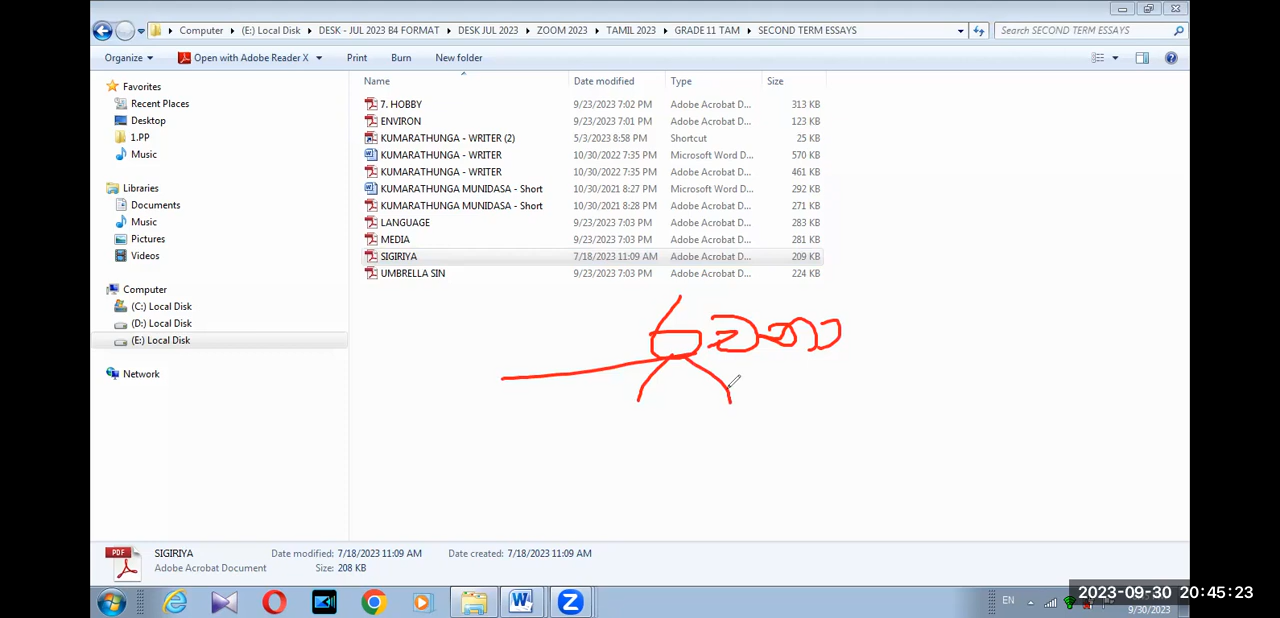 Computer ▸ (E:) Local Disk ▸ DESK - JUL 2023 B4 FORMAT ▸ DESK JUL 2023 ▸ ZOOM 2023 ▸ TAMIL 2023 ▸ GRADE 11 TAM ▸ SECOND TERM ESSAYS Search SECOND TERM ESSAYS
Organize Open with Adobe Reader X Print Burn New folder
Name Date modified Type Size
Favorites
Recent Places
Desktop
1.PP
Music
Libraries
Documents
Music
Pictures
Videos
Computer
(C:) Local Disk
(D:) Local Disk
(E:) Local Disk
Network
7. HOBBY 9/23/2023 7:02 PM Adobe Acrobat D... 313 KB
ENVIRON 9/23/2023 7:01 PM Adobe Acrobat D... 123 KB
KUMARATHUNGA - WRITER (2) 5/3/2023 8:58 PM Shortcut 25 KB
KUMARATHUNGA - WRITER 10/30/2022 7:35 PM Microsoft Word D... 570 KB
KUMARATHUNGA - WRITER 10/30/2022 7:35 PM Adobe Acrobat D... 461 KB
KUMARATHUNGA MUNIDASA - Short 10/30/2021 8:27 PM Microsoft Word D... 292 KB
KUMARATHUNGA MUNIDASA - Short 10/30/2021 8:28 PM Adobe Acrobat D... 271 KB
LANGUAGE 9/23/2023 7:03 PM Adobe Acrobat D... 283 KB
MEDIA 9/23/2023 7:03 PM Adobe Acrobat D... 281 KB
SIGIRIYA 7/18/2023 11:09 AM Adobe Acrobat D... 209 KB
UMBRELLA SIN 9/23/2023 7:03 PM Adobe Acrobat D... 224 KB
SIGIRIYA Date modified: 7/18/2023 11:09 AM Date created: 7/18/2023 11:09 AM
Adobe Acrobat Document Size: 208 KB
EN
2023-09-30 20:45:23
9/30/2023